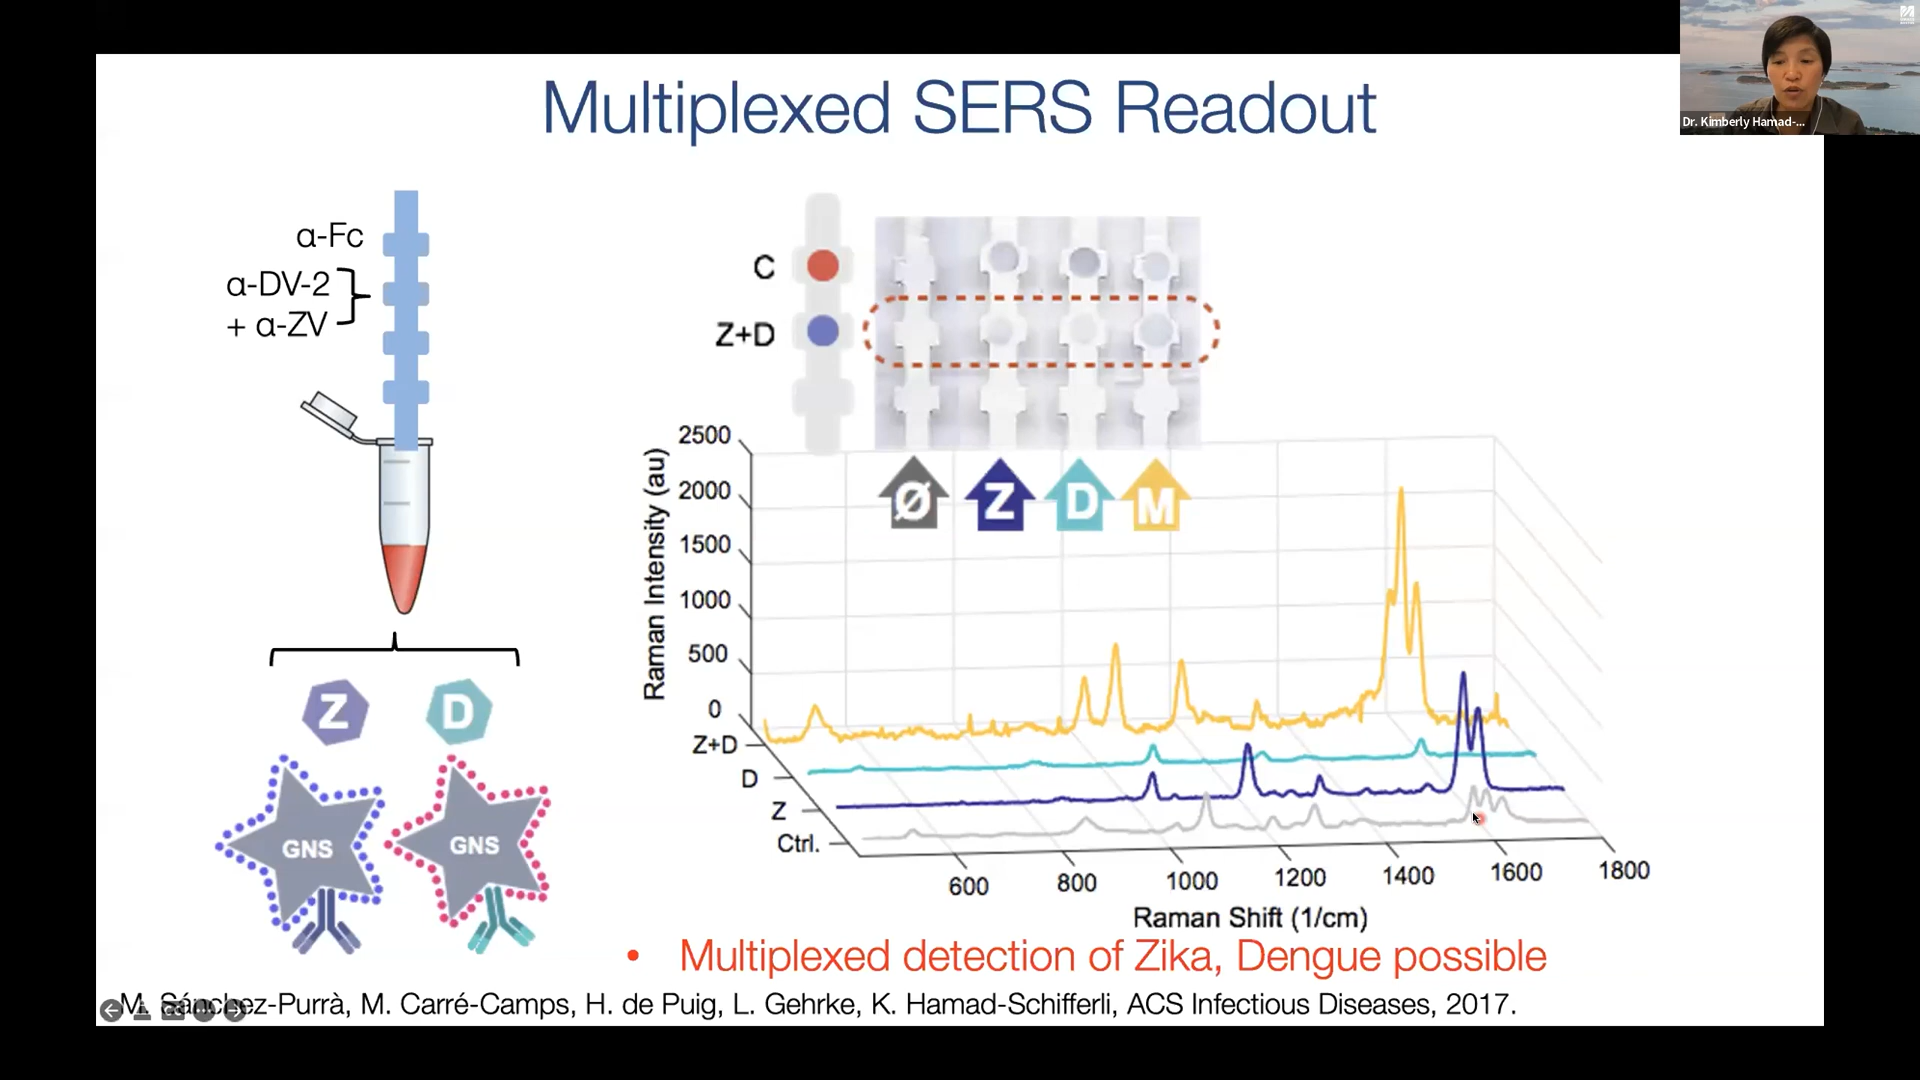 Multiplexed SERS Readout
Dr. Kimberly Hamad-...
α-Fc
α-DV-2
+ α-ZV
Z D
GNS GNS
C
Z+D
Ø Z D M
Raman Intensity (au)
2500
2000
1500
1000
500
0
Z+D
D
Z
Ctrl.
600 800 1000 1200 1400 1600 1800
Raman Shift (1/cm)
• Multiplexed detection of Zika, Dengue possible
M. Sánchez-Purrà, M. Carré-Camps, H. de Puig, L. Gehrke, K. Hamad-Schifferli, ACS Infectious Diseases, 2017.